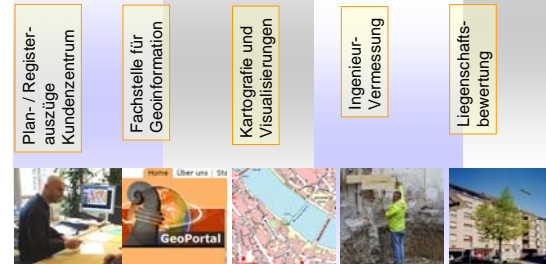 Plan- / Register-
auszüge
Kundenzentrum
Fachstelle für
Geoinformation
Kartografie und
Visualisierungen
Ingenieur-
Vermessung
Liegenschafts-
bewertung
Home Über uns
GeoPortal